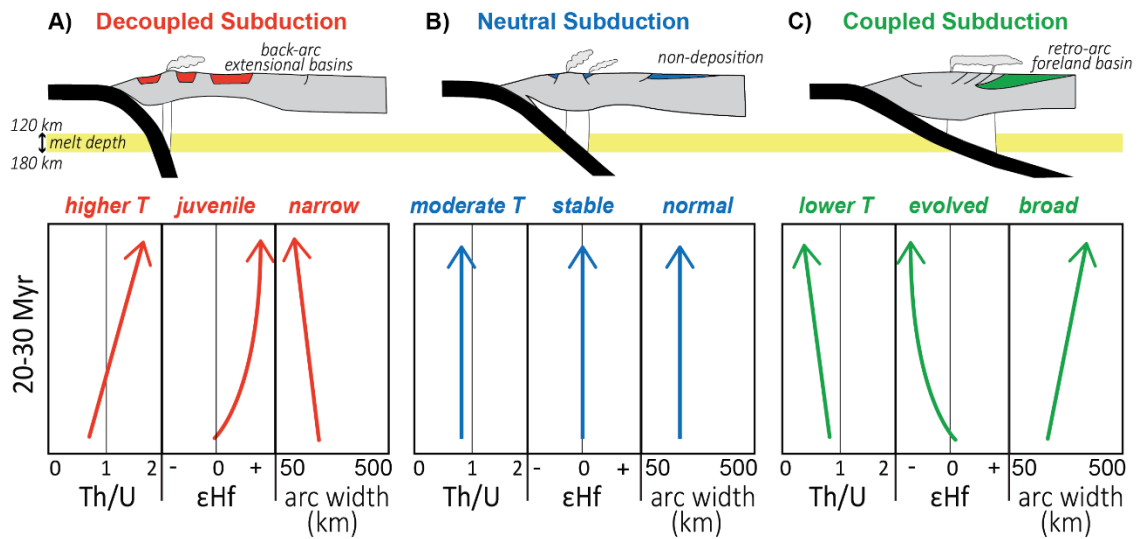 A) Decoupled Subduction
back-arc
extensional basins
120 km
melt depth
180 km
B) Neutral Subduction
non-deposition
C) Coupled Subduction
retro-arc
foreland basin
higher T juvenile narrow
moderate T stable normal
lower T evolved broad
20-30 Myr
0 1 2 - 0 + 50 500
Th/U εHf arc width
(km)
0 1 2 - 0 + 50 500
Th/U εHf arc width
(km)
0 1 2 - 0 + 50 500
Th/U εHf arc width
(km)